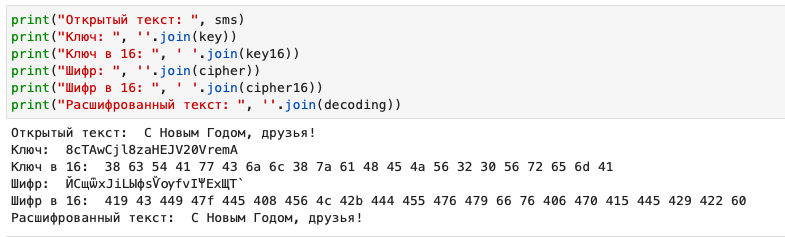 print("Открытый текст: ", sms)
print("Ключ: ", ''.join(key))
print("Ключ в 16: ", ' '.join(key16))
print("Шифр: ", ''.join(cipher))
print("Шифр в 16: ", ' '.join(cipher16))
print("Расшифрованный текст: ", ''.join(decoding))
Открытый текст:  С Новым Годом, друзья!
Ключ:  8cTAwCjl8zaHEJV20VremA
Ключ в 16:  38 63 54 41 77 43 6a 6c 38 7a 61 48 45 4a 56 32 30 56 72 65 6d 41
Шифр:  ЙCщѿхЈіLЫфѕѶѹfvІѰЕхЩТ`
Шифр в 16:  419 43 449 47f 445 408 456 4c 42b 444 455 476 479 66 76 406 470 415 445 429 422 60
Расшифрованный текст:  С Новым Годом, друзья!